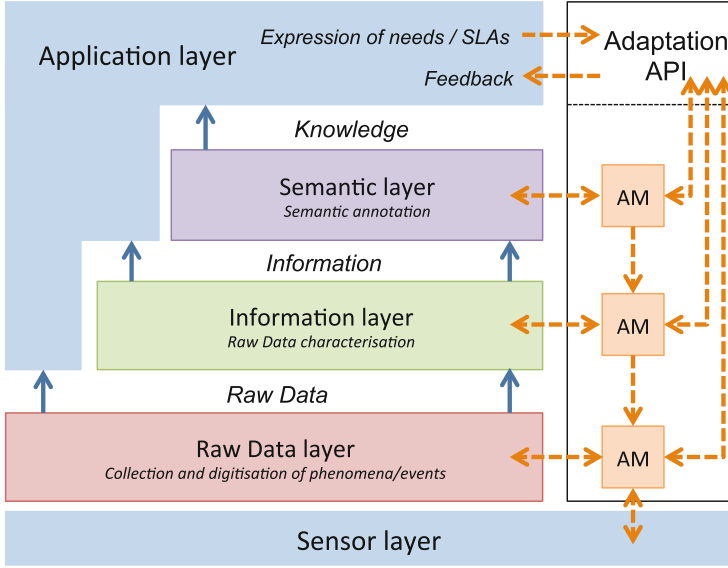 Application layer
Expression of needs / SLAs
Feedback
Adaptation
API
Knowledge
Semantic layer
Semantic annotation
AM
Information
Information layer
Raw Data characterisation
AM
Raw Data
Raw Data layer
Collection and digitisation of phenomena/events
AM
Sensor layer